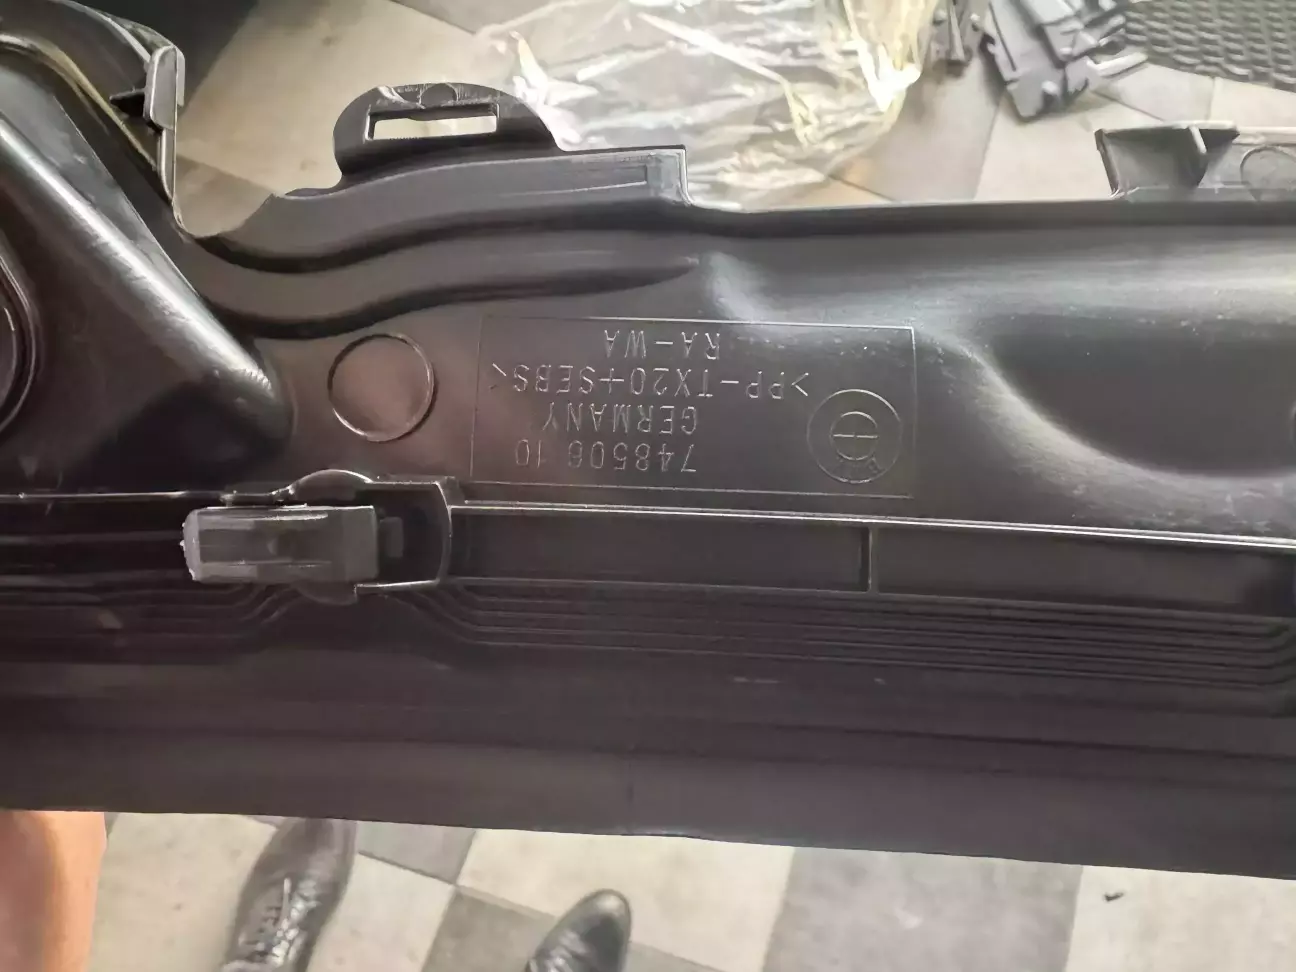 748506 10
GERMANY
>PP-TX20+SEBS<
RA-WA